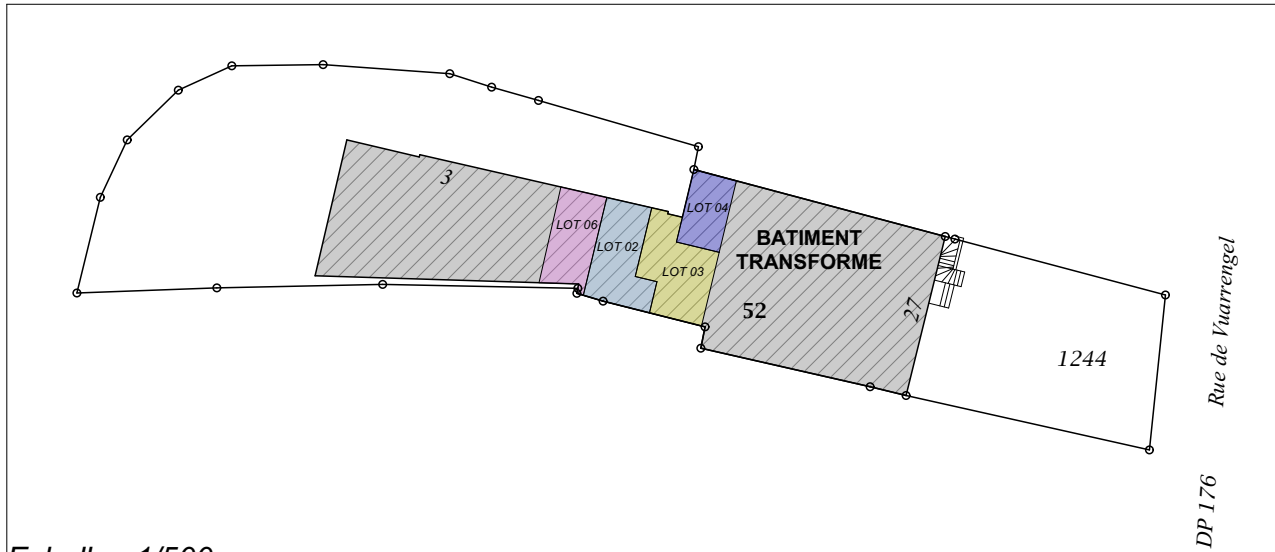 3
LOT 06
LOT 02
LOT 03
LOT 04
BATIMENT
TRANSFORME
52
27
1244
Rue de Vuarrengel
DP 176